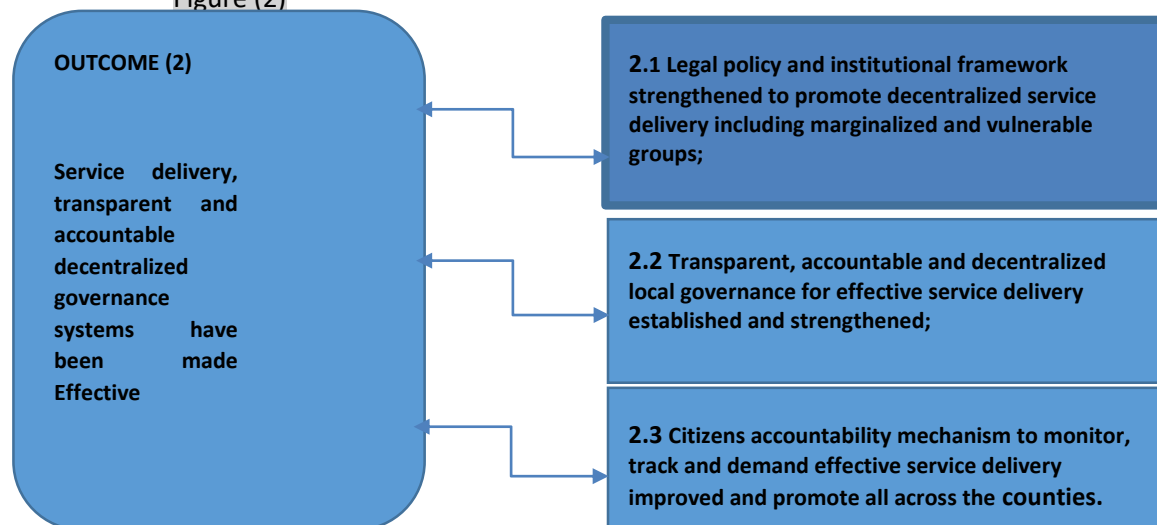 Figure (2)
OUTCOME (2)
Service delivery,
transparent and
accountable
decentralized
governance
systems have
been made
Effective
2.1 Legal policy and institutional framework
strengthened to promote decentralized service
delivery including marginalized and vulnerable
groups;
2.2 Transparent, accountable and decentralized
local governance for effective service delivery
established and strengthened;
2.3 Citizens accountability mechanism to monitor,
track and demand effective service delivery
improved and promote all across the counties.